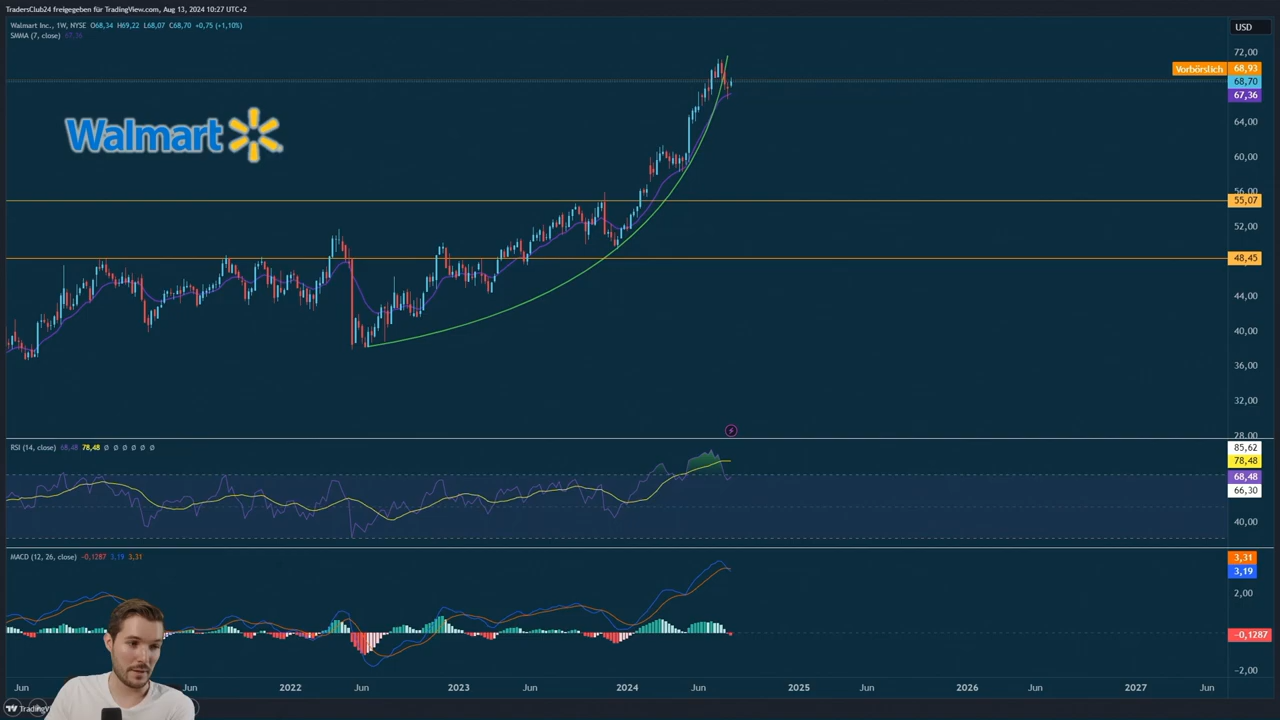 TradersClub24 freigegeben für TradingView.com, Aug 13, 2024 10:27 UTC+2
Walmart Inc., 1W, NYSE O68,34 H69,22 L68,07 C68,70 +0,75 (+1,10%)
SMMA (7, close) 67,36
USD
Walmart
72,00
Vorbörslich 68,93
68,70
67,36
64,00
60,00
56,00
55,07
52,00
48,45
44,00
40,00
36,00
32,00
28,00
RSI (14, close) 68,48 78,48 Ø Ø Ø Ø Ø Ø
85,62
78,48
68,48
66,30
40,00
MACD (12, 26, close) -0,1287 3,19 3,31
3,31
3,19
2,00
-0,1287
-2,00
Jun Jun 2022 Jun 2023 Jun 2024 Jun 2025 Jun 2026 Jun 2027 Jun